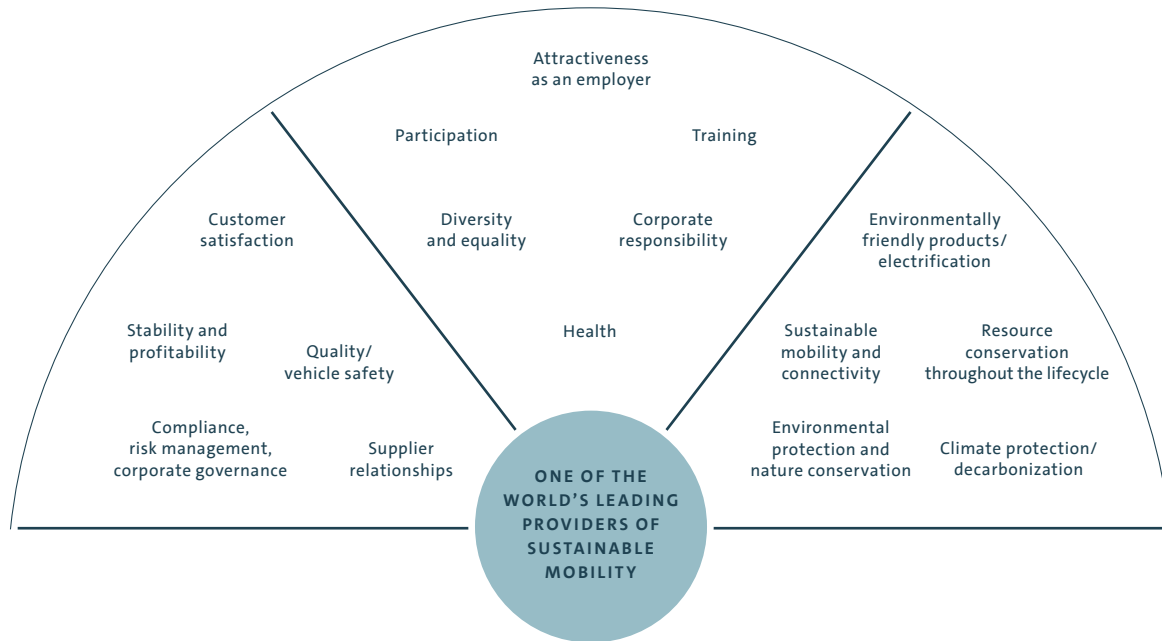 Attractiveness
as an employer
Participation
Training
Customer
satisfaction
Diversity
and equality
Corporate
responsibility
Environmentally
friendly products/
electrification
Stability and
profitability
Quality/
vehicle safety
Health
Sustainable
mobility and
connectivity
Resource
conservation
throughout the lifecycle
Compliance,
risk management,
corporate governance
Supplier
relationships
Environmental
protection and
nature conservation
Climate protection/
decarbonization
ONE OF THE
WORLD’S LEADING
PROVIDERS OF
SUSTAINABLE
MOBILITY